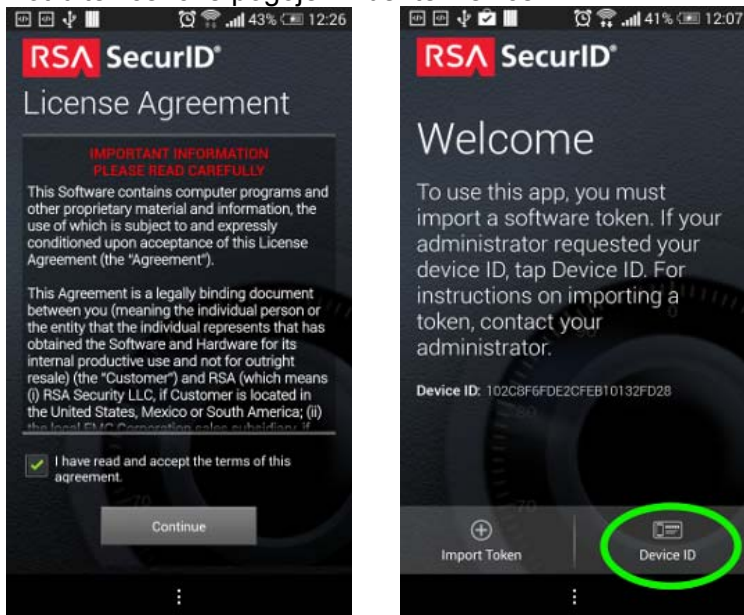 43% 12:26
RSA SecurID®
License Agreement
IMPORTANT INFORMATION
PLEASE READ CAREFULLY
This Software contains computer programs and
other proprietary material and information, the
use of which is subject to and expressly
conditioned upon acceptance of this License
Agreement (the "Agreement").
This Agreement is a legally binding document
between you (meaning the individual person or
the entity that the individual represents that has
obtained the Software and Hardware for its
internal productive use and not for outright
resale) (the "Customer") and RSA (which means
(i) RSA Security LLC, if Customer is located in
the United States, Mexico or South America; (ii)
the local EMC Corporation sales subsidiary, if
I have read and accept the terms of this
agreement.
Continue
41% 12:07
RSA SecurID®
Welcome
To use this app, you must
import a software token. If your
administrator requested your
device ID, tap Device ID. For
instructions on importing a
token, contact your
administrator.
Device ID: 102C8F6FDE2CFEB10132FD28
Import Token
Device ID